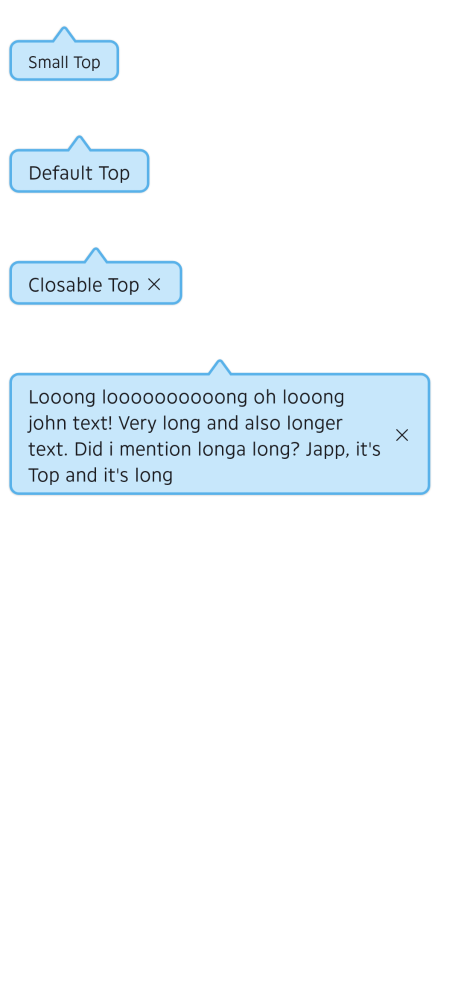 Small Top
Default Top
Closable Top
Looong loooooooooong oh looong
john text! Very long and also longer
text. Did i mention longa long? Japp, it's
Top and it's long